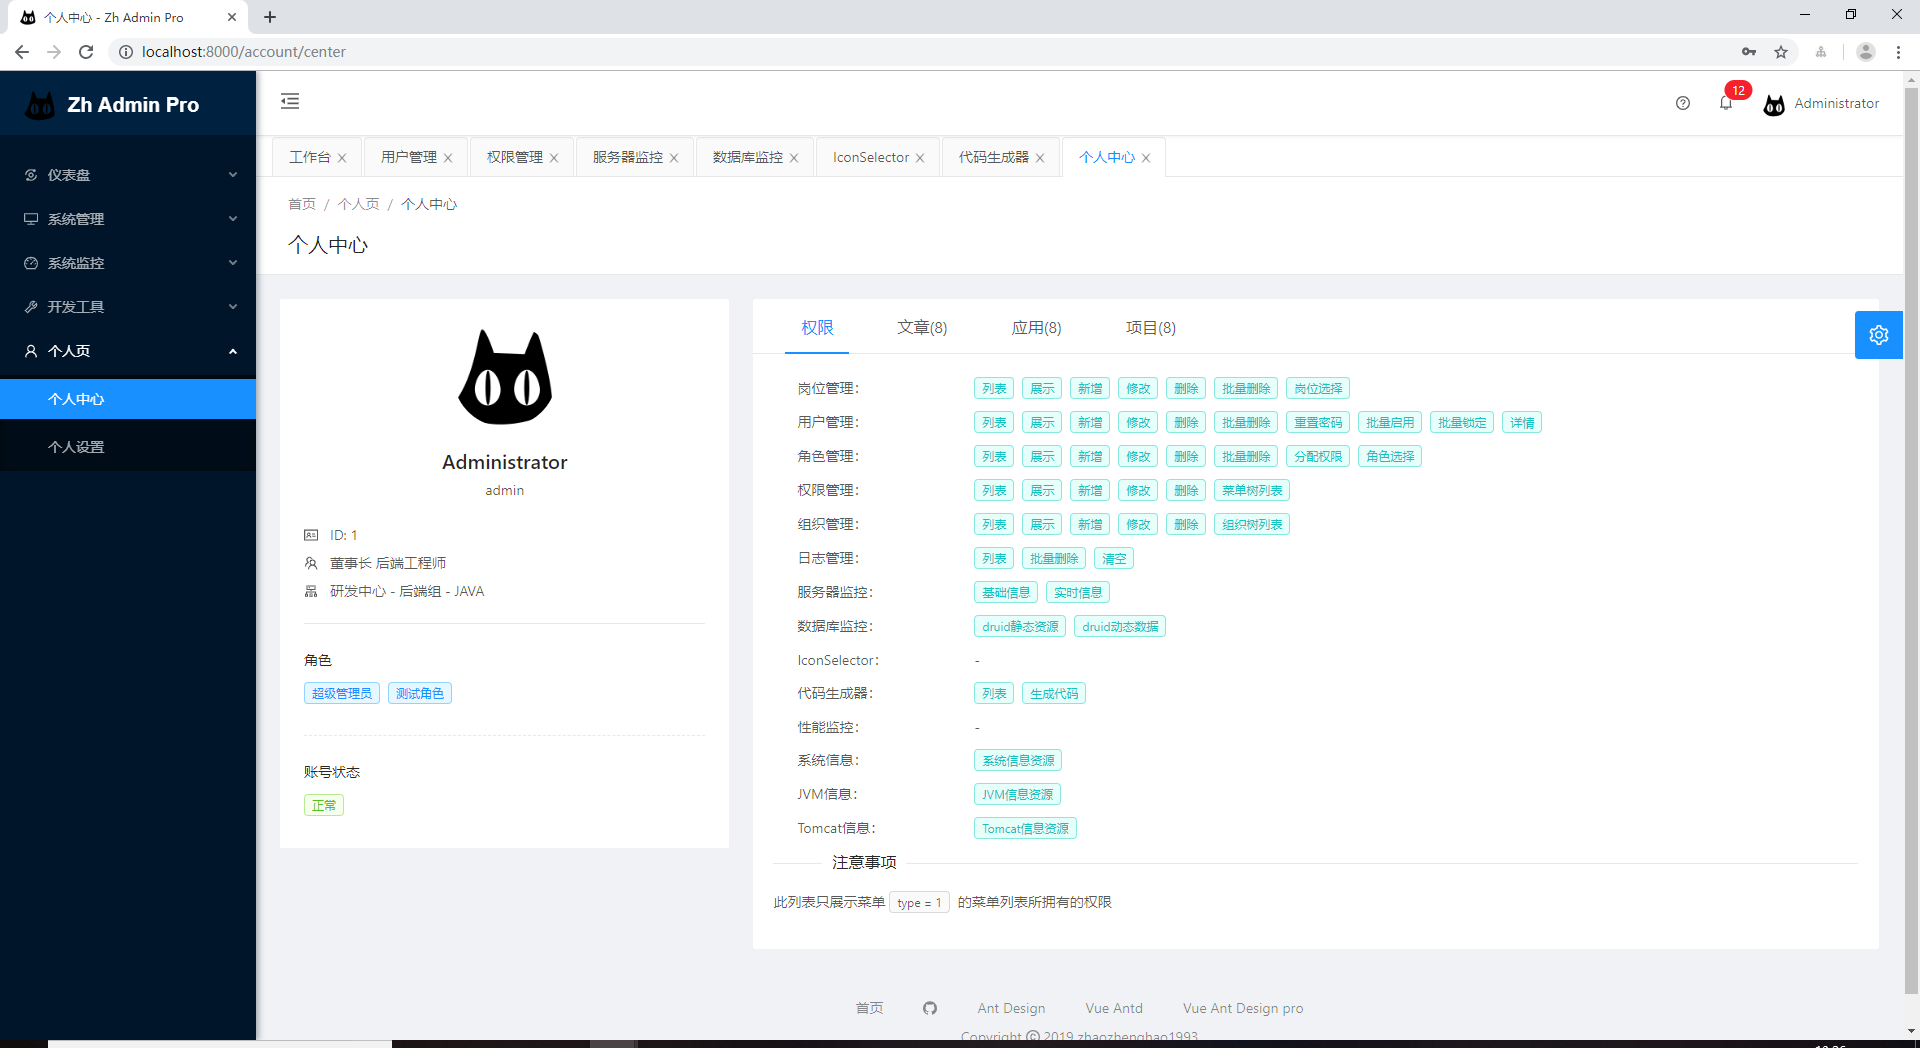 个人中心 - Zh Admin Pro
localhost:8000/account/center
Zh Admin Pro
12
Administrator
仪表盘
系统管理
系统监控
开发工具
个人页
个人中心
个人设置
工作台 用户管理 权限管理 服务器监控 数据库监控 IconSelector 代码生成器 个人中心
首页 / 个人页 / 个人中心
个人中心
Administrator
admin
ID: 1
董事长 后端工程师
研发中心 - 后端组 - JAVA
角色
超级管理员 测试角色
账号状态
正常
权限 文章(8) 应用(8) 项目(8)
岗位管理： 列表 展示 新增 修改 删除 批量删除 岗位选择
用户管理： 列表 展示 新增 修改 删除 批量删除 重置密码 批量启用 批量锁定 详情
角色管理： 列表 展示 新增 修改 删除 批量删除 分配权限 角色选择
权限管理： 列表 展示 新增 修改 删除 菜单树列表
组织管理： 列表 展示 新增 修改 删除 组织树列表
日志管理： 列表 批量删除 清空
服务器监控： 基础信息 实时信息
数据库监控： druid静态资源 druid动态数据
IconSelector： -
代码生成器： 列表 生成代码
性能监控： -
系统信息： 系统信息资源
JVM信息： JVM信息资源
Tomcat信息： Tomcat信息资源
注意事项
此列表只展示菜单 type = 1 的菜单列表所拥有的权限
首页 Ant Design Vue Antd Vue Ant Design pro
Copyright © 2019 zhaozhenghao1993